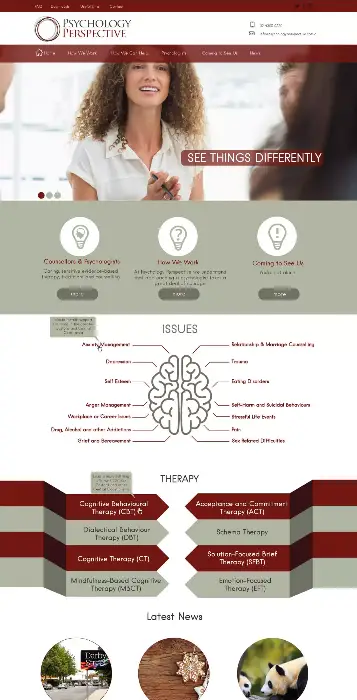 PSYCHOLOGY
PERSPECTIVE
Home
How We Work
How We Can Help
Psychologists
Coming to See Us
News
SEE THINGS DIFFERENTLY
Counsellors & Psychologists
How We Work
Coming to See Us
more
more
more
ISSUES
Anxiety Management
Relationship & Marriage Counselling
Depression
Trauma
Self Esteem
Eating Disorders
Anger Management
Self-Harm and Suicidal Behaviours
Workplace or Career Issues
Stressful Life Events
Drug, Alcohol and other Addictions
Pain
Grief and Bereavement
Sex Related Difficulties
THERAPY
Cognitive Behavioural
Therapy (CBT)
Acceptance and Commitment
Therapy (ACT)
Dialectical Behaviour
Therapy (DBT)
Schema Therapy
Cognitive Therapy (CT)
Solution-Focused Brief
Therapy (SFBT)
Mindfulness-Based Cognitive
Therapy (MBCT)
Emotion-Focused
Therapy (EFT)
Latest News
Derby